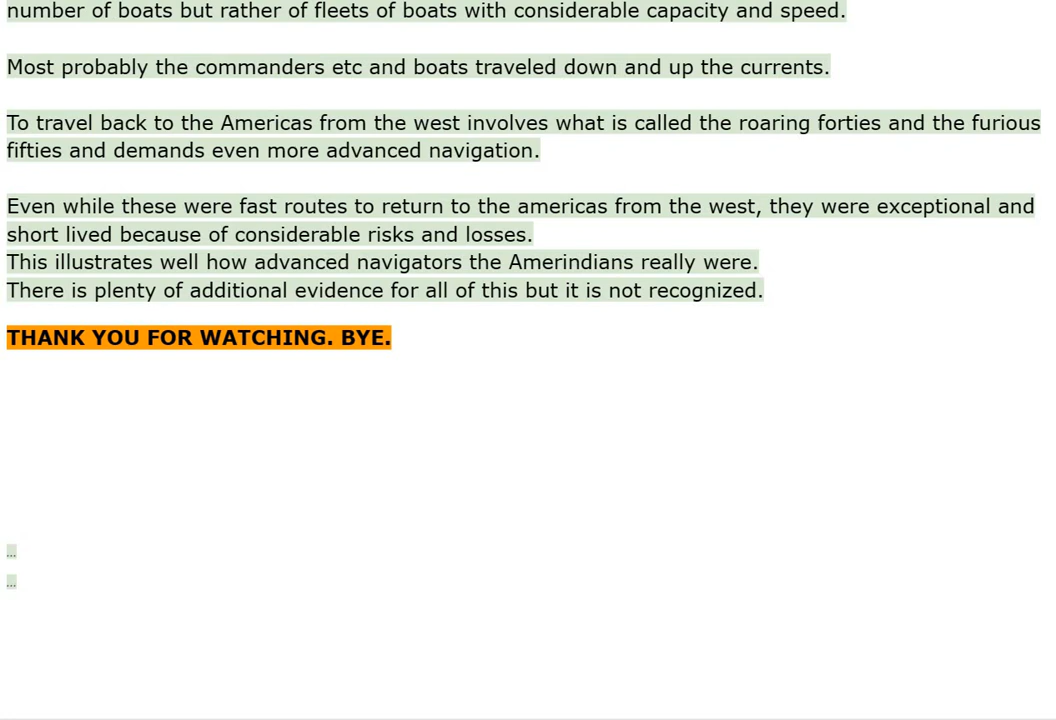 number of boats but rather of fleets of boats with considerable capacity and speed.
Most probably the commanders etc and boats traveled down and up the currents.
To travel back to the Americas from the west involves what is called the roaring forties and the furious
fifties and demands even more advanced navigation.
Even while these were fast routes to return to the americas from the west, they were exceptional and
short lived because of considerable risks and losses.
This illustrates well how advanced navigators the Amerindians really were.
There is plenty of additional evidence for all of this but it is not recognized.
THANK YOU FOR WATCHING. BYE.
...
...